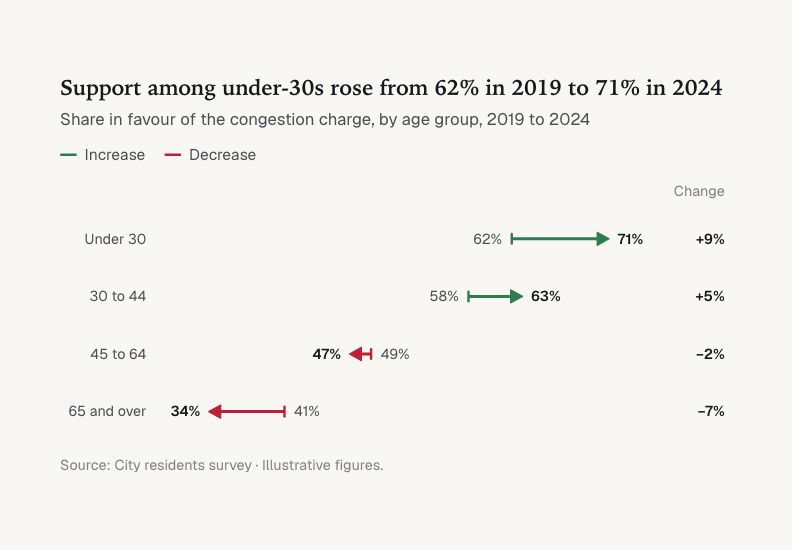 Support among under-30s rose from 62% in 2019 to 71% in 2024
Share in favour of the congestion charge, by age group, 2019 to 2024
Increase Decrease
Change
Under 30 62% 71% +9%
30 to 44 58% 63% +5%
45 to 64 47% 49% −2%
65 and over 34% 41% −7%
Source: City residents survey · Illustrative figures.